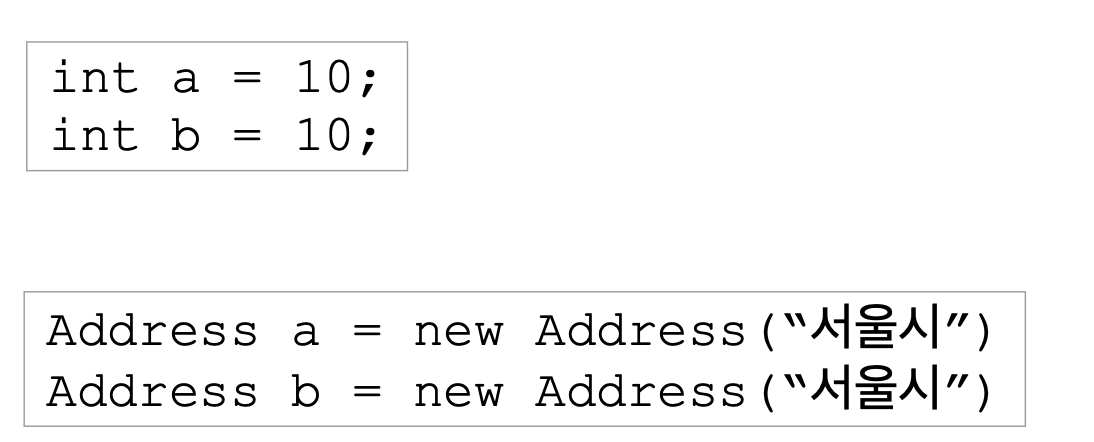 int a = 10;
int b = 10;
Address a = new Address(“서울시”)
Address b = new Address(“서울시”)